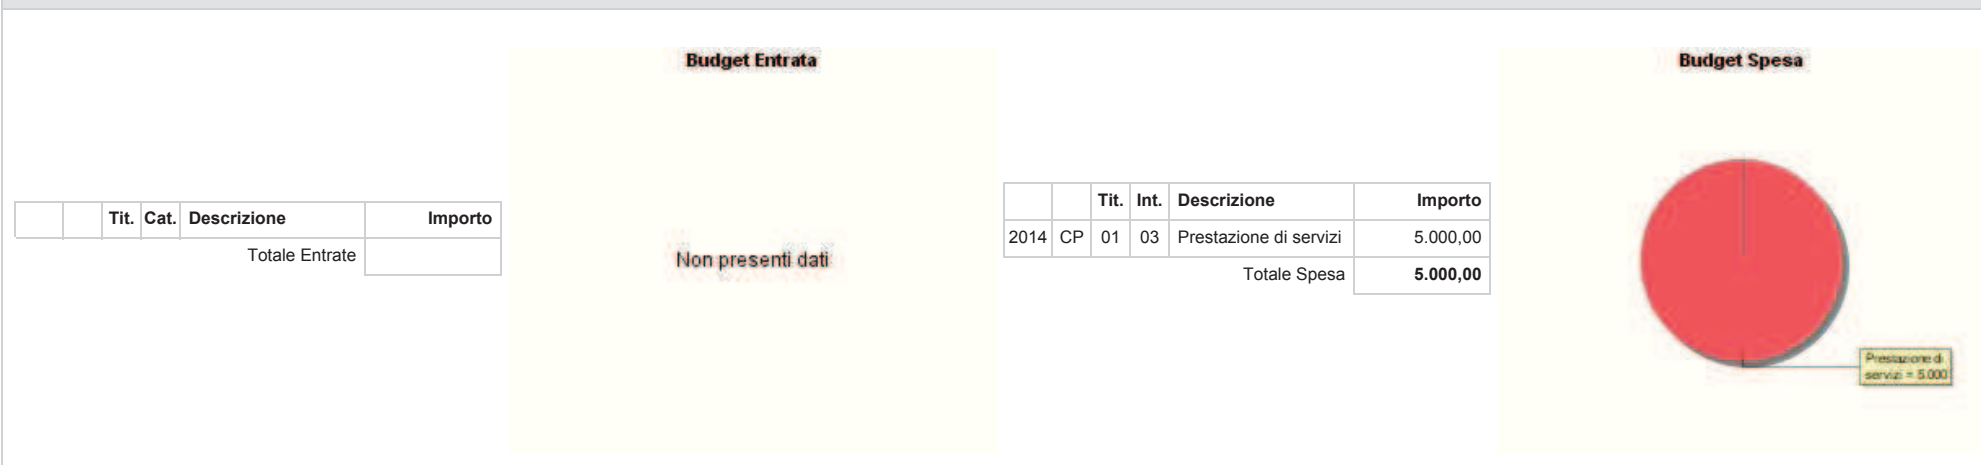 Budget Entrata
Tit. Cat. Descrizione Importo
Totale Entrate
Non presenti dati
Tit. Int. Descrizione Importo
2014 CP 01 03 Prestazione di servizi 5.000,00
Totale Spesa 5.000,00
Budget Spesa
Prestazione di
servizi = 5.000